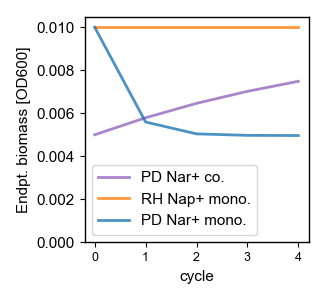 Endpt. biomass [OD600]
0.010
0.008
0.006
0.004
0.002
0.000
PD Nar+ co.
RH Nap+ mono.
PD Nar+ mono.
0 1 2 3 4
cycle